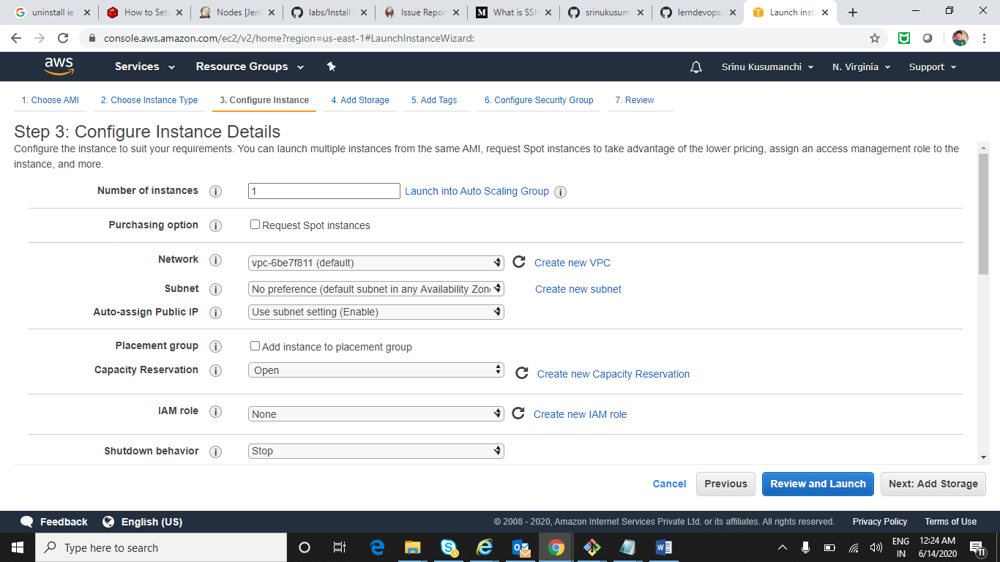 uninstall ie
How to Setu
Nodes [Jenk
labs/Install-
Issue Repor
What is SSH
srinukusum
lerndevops/
Launch inst
console.aws.amazon.com/ec2/v2/home?region=us-east-1#LaunchInstanceWizard:
aws
Services
Resource Groups
Srinu Kusumanchi
N. Virginia
Support
1. Choose AMI
2. Choose Instance Type
3. Configure Instance
4. Add Storage
5. Add Tags
6. Configure Security Group
7. Review
Step 3: Configure Instance Details
Configure the instance to suit your requirements. You can launch multiple instances from the same AMI, request Spot instances to take advantage of the lower pricing, assign an access management role to the
instance, and more.
Number of instances
1
Launch into Auto Scaling Group
Purchasing option
Request Spot instances
Network
vpc-6be7f811 (default)
Create new VPC
Subnet
No preference (default subnet in any Availability Zon
Create new subnet
Auto-assign Public IP
Use subnet setting (Enable)
Placement group
Add instance to placement group
Capacity Reservation
Open
Create new Capacity Reservation
IAM role
None
Create new IAM role
Shutdown behavior
Stop
Cancel
Previous
Review and Launch
Next: Add Storage
Feedback
English (US)
© 2008 - 2020, Amazon Internet Services Private Ltd. or its affiliates. All rights reserved.
Privacy Policy
Terms of Use
Type here to search
ENG
IN
12:24 AM
6/14/2020
11